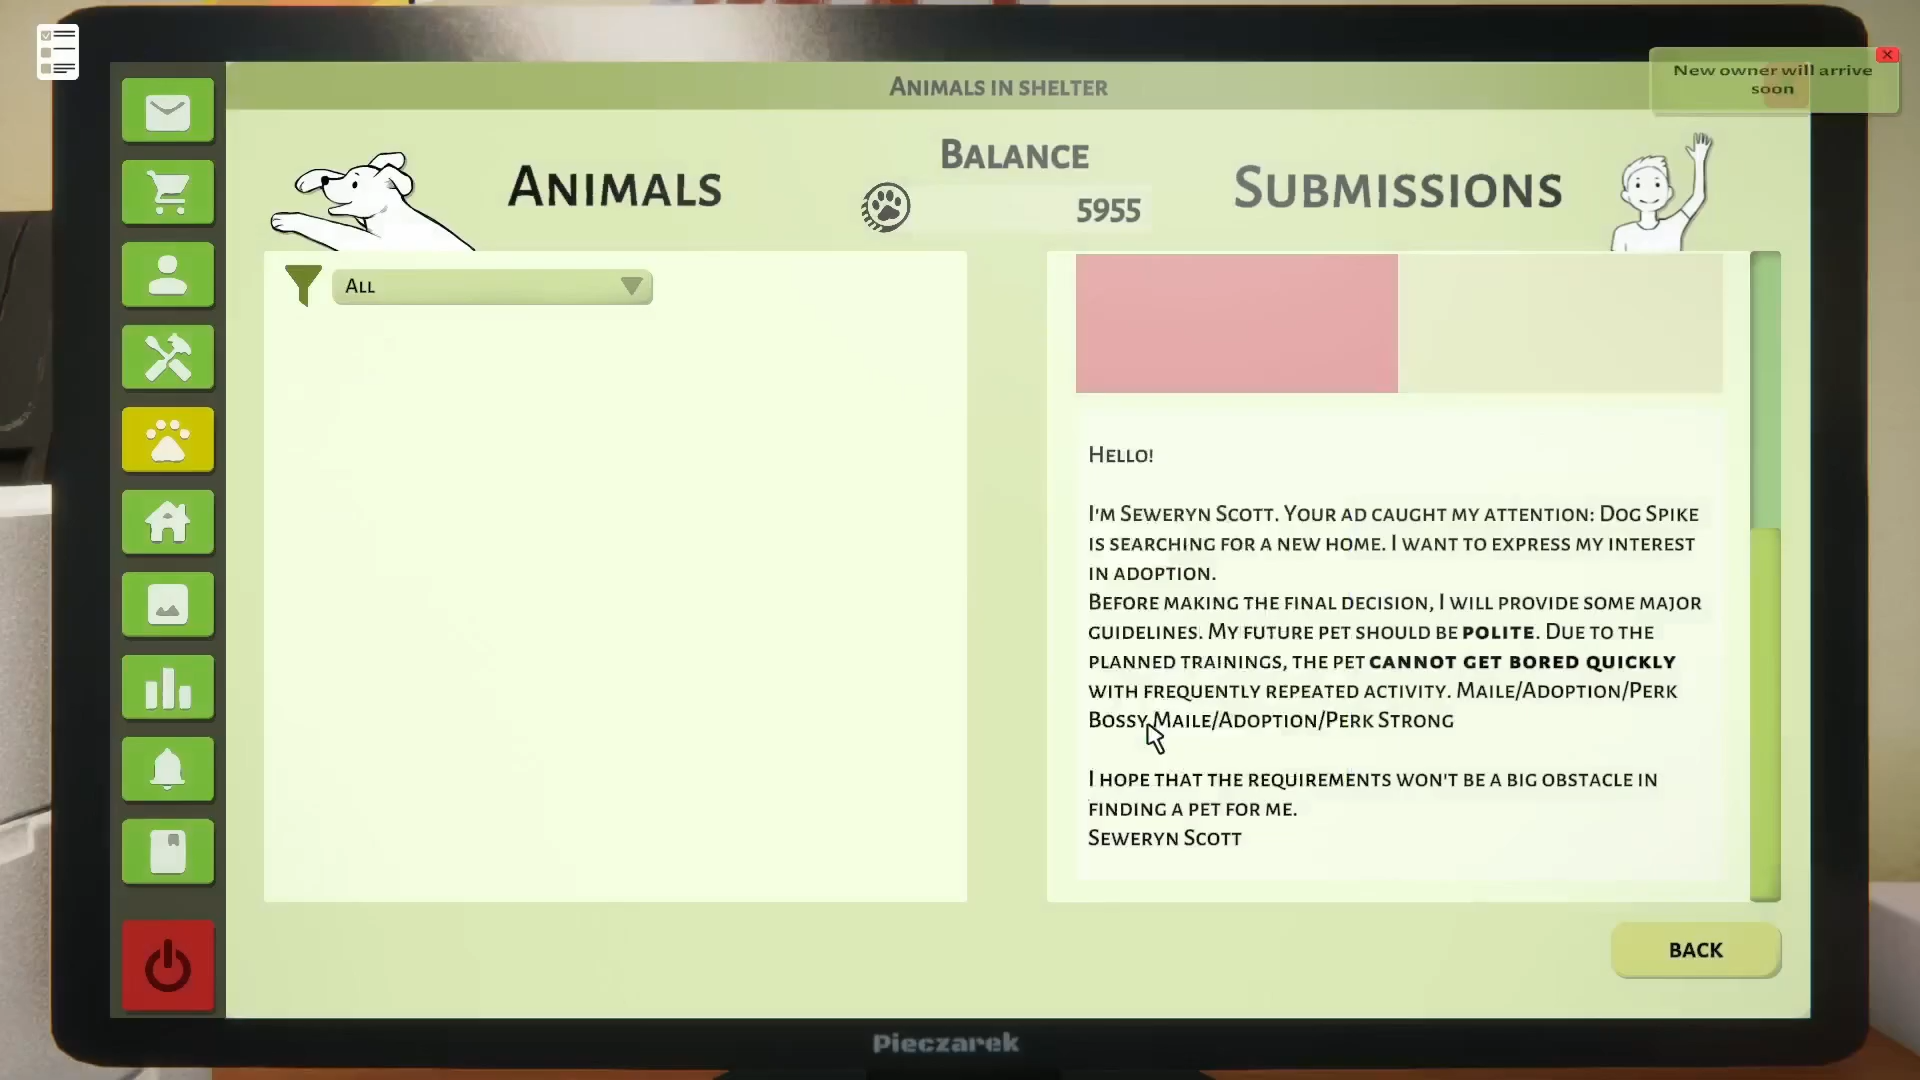 ANIMALS IN SHELTER
New owner will arrive
soon
ANIMALS
BALANCE
5955
SUBMISSIONS
ALL
HELLO!
I'M SEWERYN SCOTT. YOUR AD CAUGHT MY ATTENTION: DOG SPIKE
IS SEARCHING FOR A NEW HOME. I WANT TO EXPRESS MY INTEREST
IN ADOPTION.
BEFORE MAKING THE FINAL DECISION, I WILL PROVIDE SOME MAJOR
GUIDELINES. MY FUTURE PET SHOULD BE POLITE. DUE TO THE
PLANNED TRAININGS, THE PET CANNOT GET BORED QUICKLY
WITH FREQUENTLY REPEATED ACTIVITY. MAILE/ADOPTION/PERK
BOSSY MAILE/ADOPTION/PERK STRONG
I HOPE THAT THE REQUIREMENTS WON'T BE A BIG OBSTACLE IN
FINDING A PET FOR ME.
SEWERYN SCOTT
BACK
Pieczarek